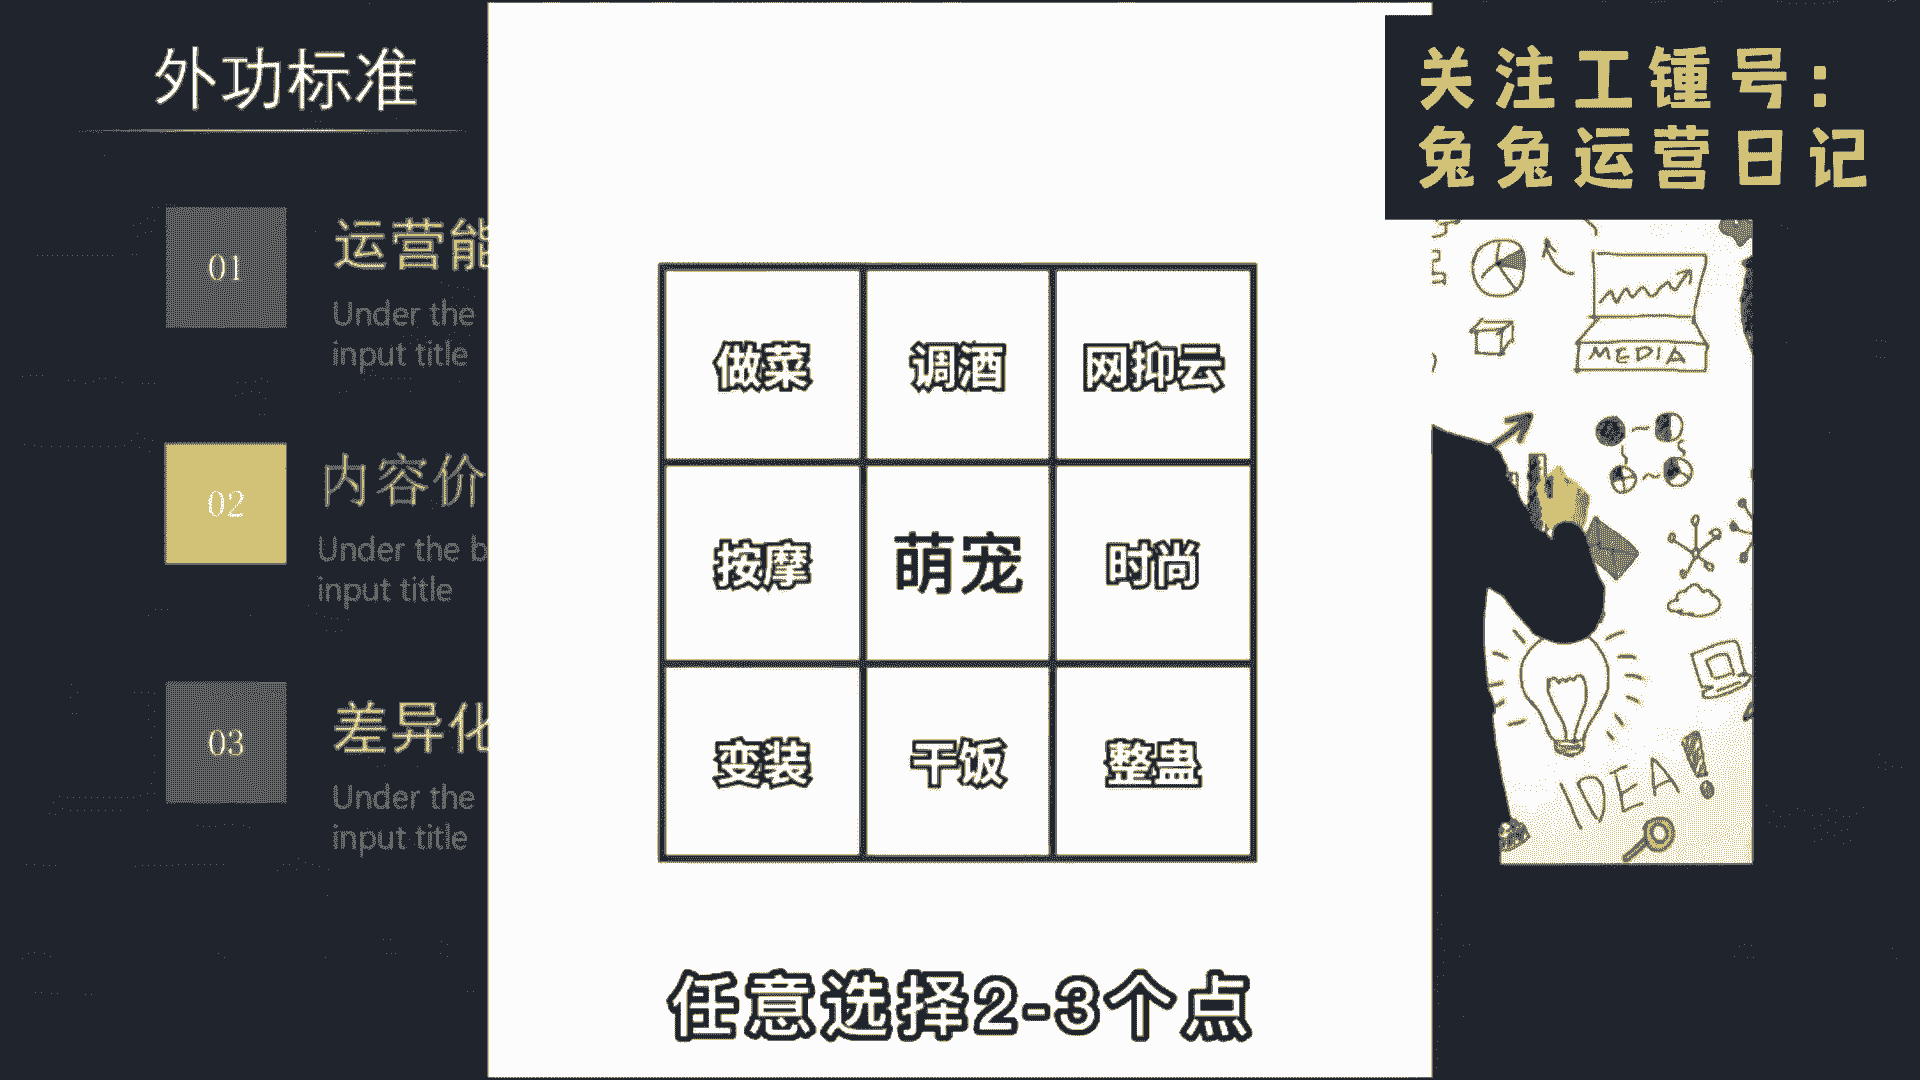 外功标准
关注工锺号：
兔兔运营日记
01
运营能
Under the
input title
02
内容价
Under the b
input title
03
差异化
Under the
input title
做菜 调酒 网抑云
按摩 萌宠 时尚
变装 干饭 整蛊
任意选择2-3个点
MEDIA
IDEA!